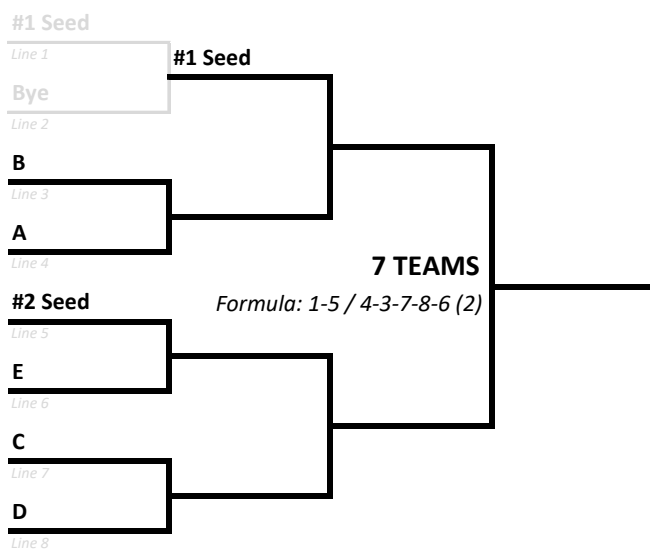 #1 Seed
Line 1
#1 Seed
Bye
Line 2
B
Line 3
A
Line 4
7 TEAMS
#2 Seed
Formula: 1-5 / 4-3-7-8-6 (2)
Line 5
E
Line 6
C
Line 7
D
Line 8